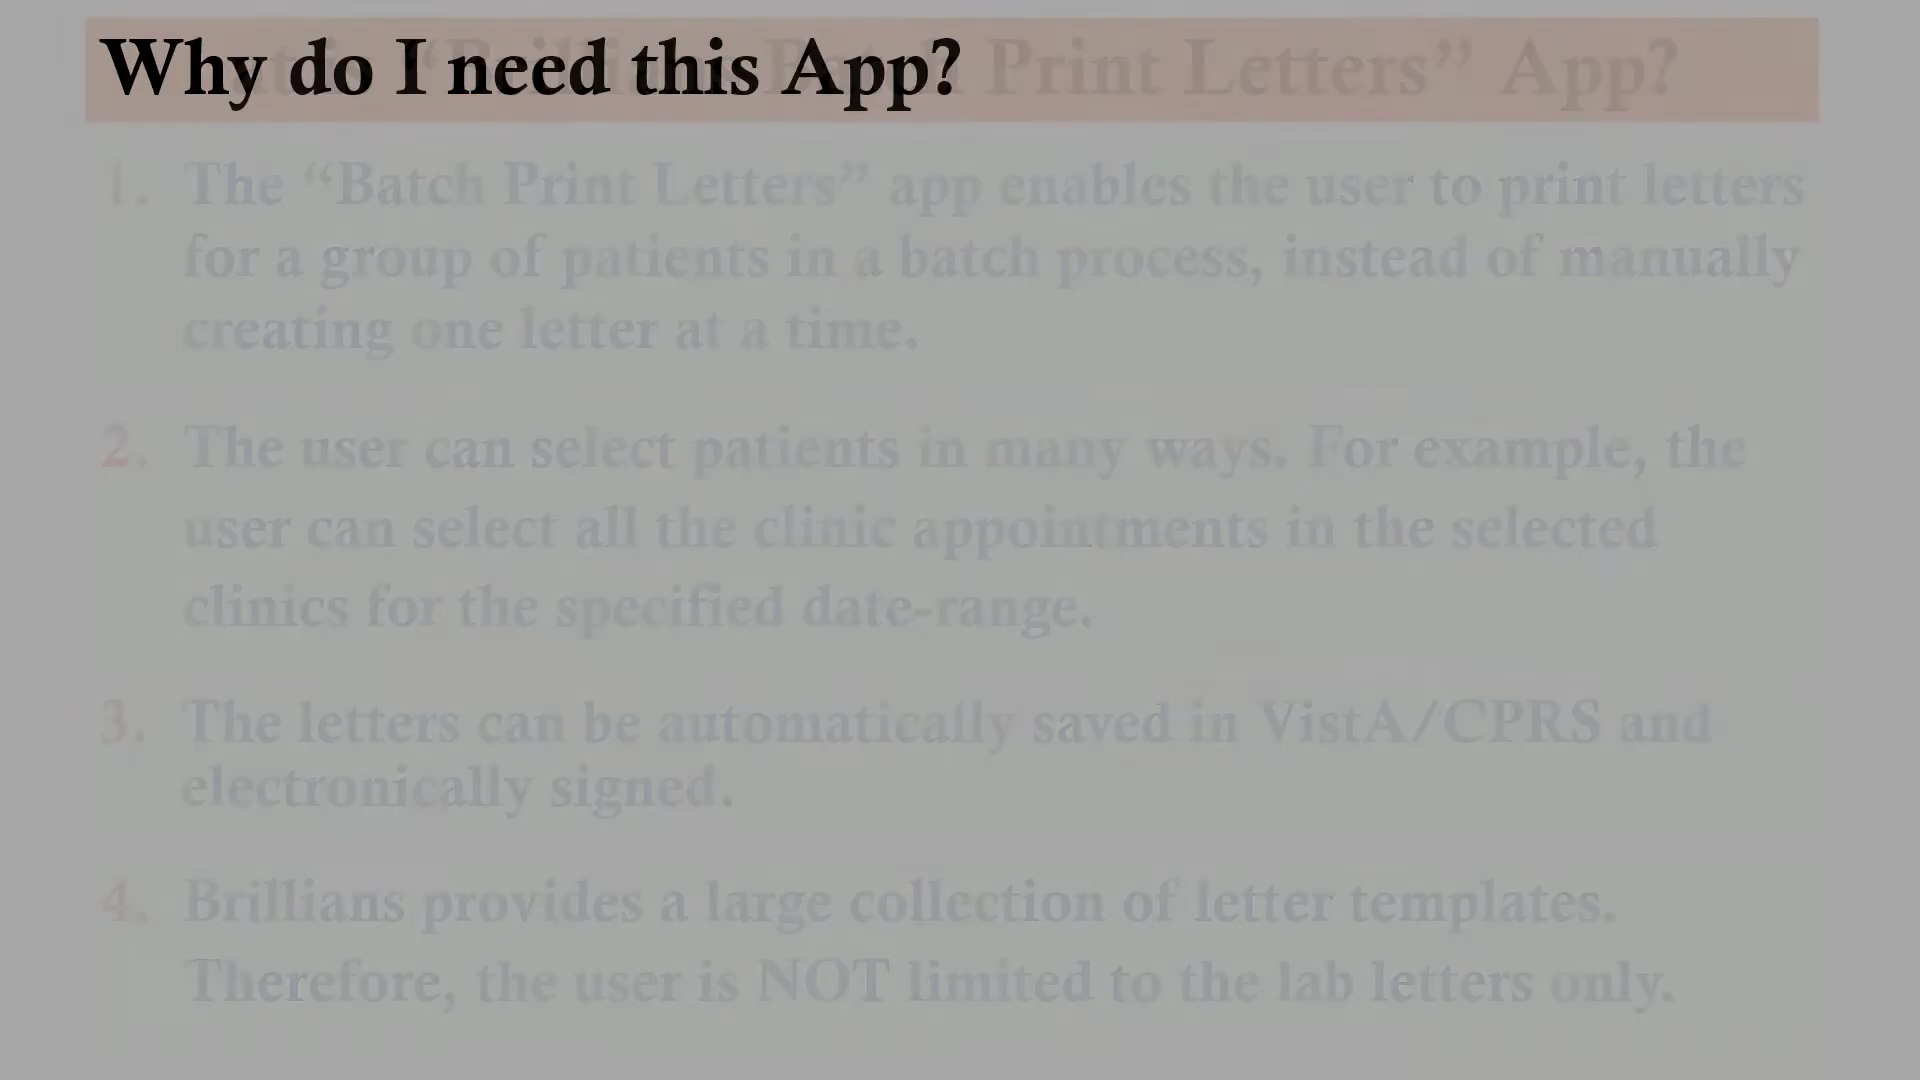 Why do I need this App?
Print Letters” App?
1. The “Batch Print Letters” app enables the user to print letters
for a group of patients in a batch process, instead of manually
creating one letter at a time.
2. The user can select patients in many ways. For example, the
user can select all the clinic appointments in the selected
clinics for the specified date-range.
3. The letters can be automatically saved in VistA/CPRS and
electronically signed.
4. Brillians provides a large collection of letter templates.
Therefore, the user is NOT limited to the lab letters only.